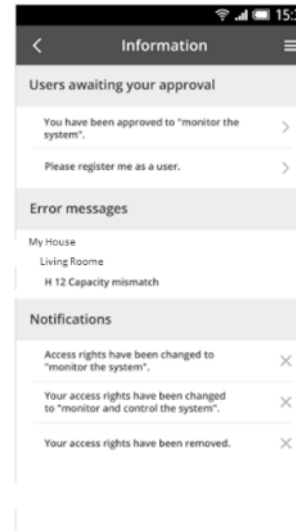 Information
Users awaiting your approval
You have been approved to "monitor the
system".
Please register me as a user.
Error messages
My House
Living Roome
H 12 Capacity mismatch
Notifications
Access rights have been changed to
"monitor the system".
Your access rights have been changed
to "monitor and control the system".
Your access rights have been removed.